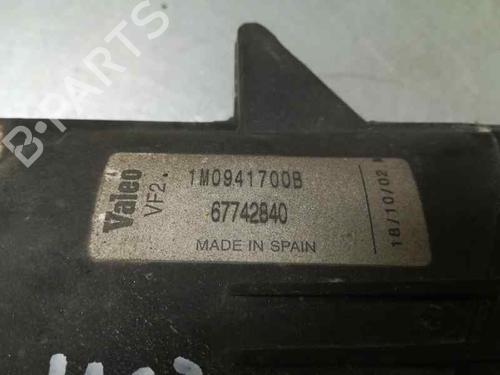 B-PARTS
Valeo
VF2.
1M0941700B
67742840
MADE IN SPAIN
18/10/02